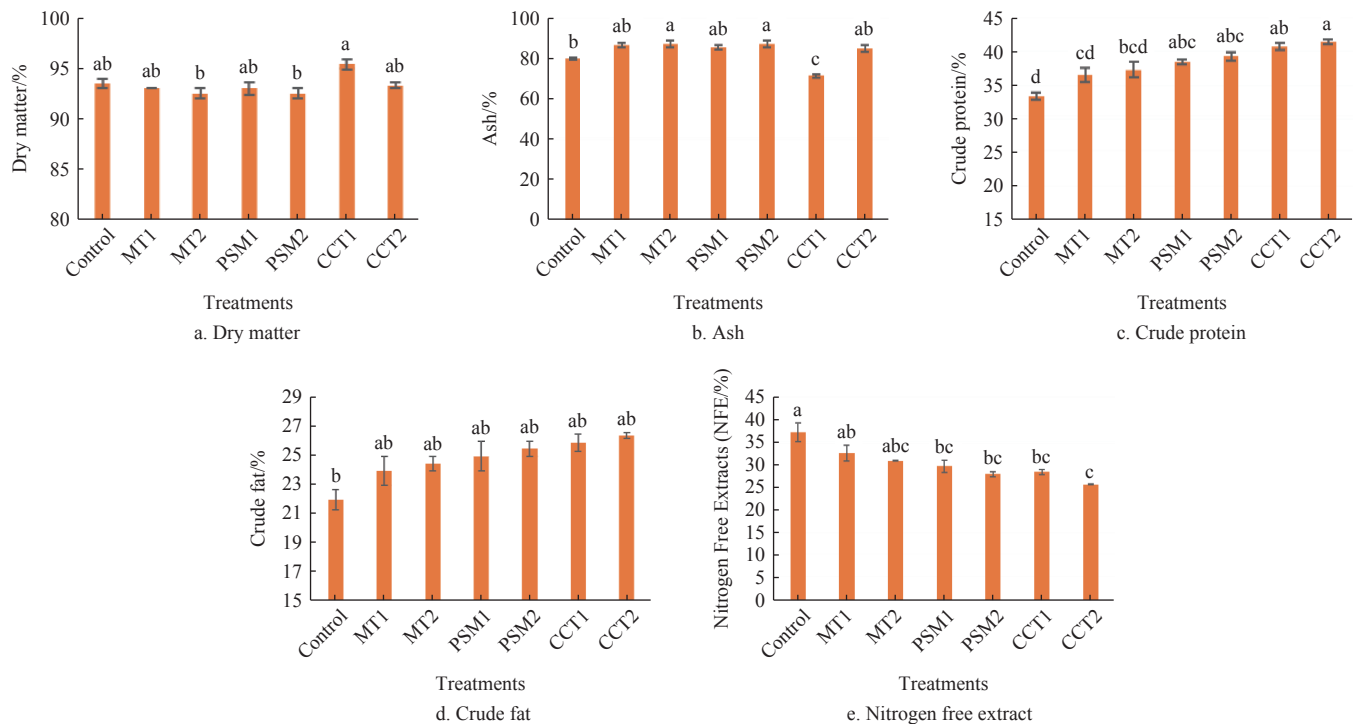 Dry matter/%
100
95
90
85
80
ab
ab
b
ab
b
a
ab
Control
MT1
MT2
PSM1
PSM2
CCT1
CCT2
Treatments
a. Dry matter
Ash/%
100
80
60
40
20
0
b
ab
a
ab
a
c
ab
Control
MT1
MT2
PSM1
PSM2
CCT1
CCT2
Treatments
b. Ash
Crude protein/%
45
40
35
30
25
20
15
d
cd
bcd
abc
abc
ab
a
Control
MT1
MT2
PSM1
PSM2
CCT1
CCT2
Treatments
c. Crude protein
Crude fat/%
29
27
25
23
21
19
17
15
b
ab
ab
ab
ab
ab
ab
Control
MT1
MT2
PSM1
PSM2
CCT1
CCT2
Treatments
d. Crude fat
Nitrogen Free Extracts (NFE/%)
45
40
35
30
25
20
15
10
5
0
a
ab
abc
bc
bc
bc
c
Control
MT1
MT2
PSM1
PSM2
CCT1
CCT2
Treatments
e. Nitrogen free extract